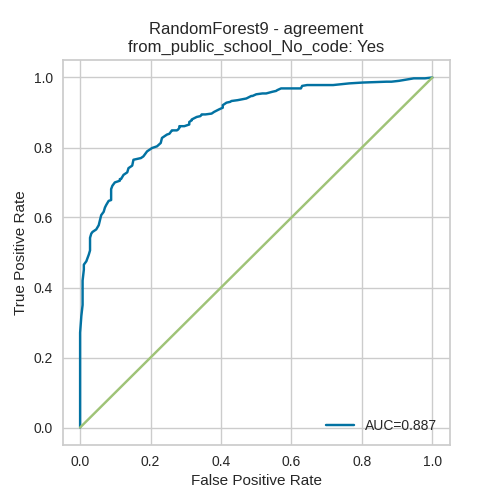 RandomForest9 - agreement
from_public_school_No_code: Yes
True Positive Rate
1.0
0.8
0.6
0.4
0.2
0.0
AUC=0.887
0.0 0.2 0.4 0.6 0.8 1.0
False Positive Rate